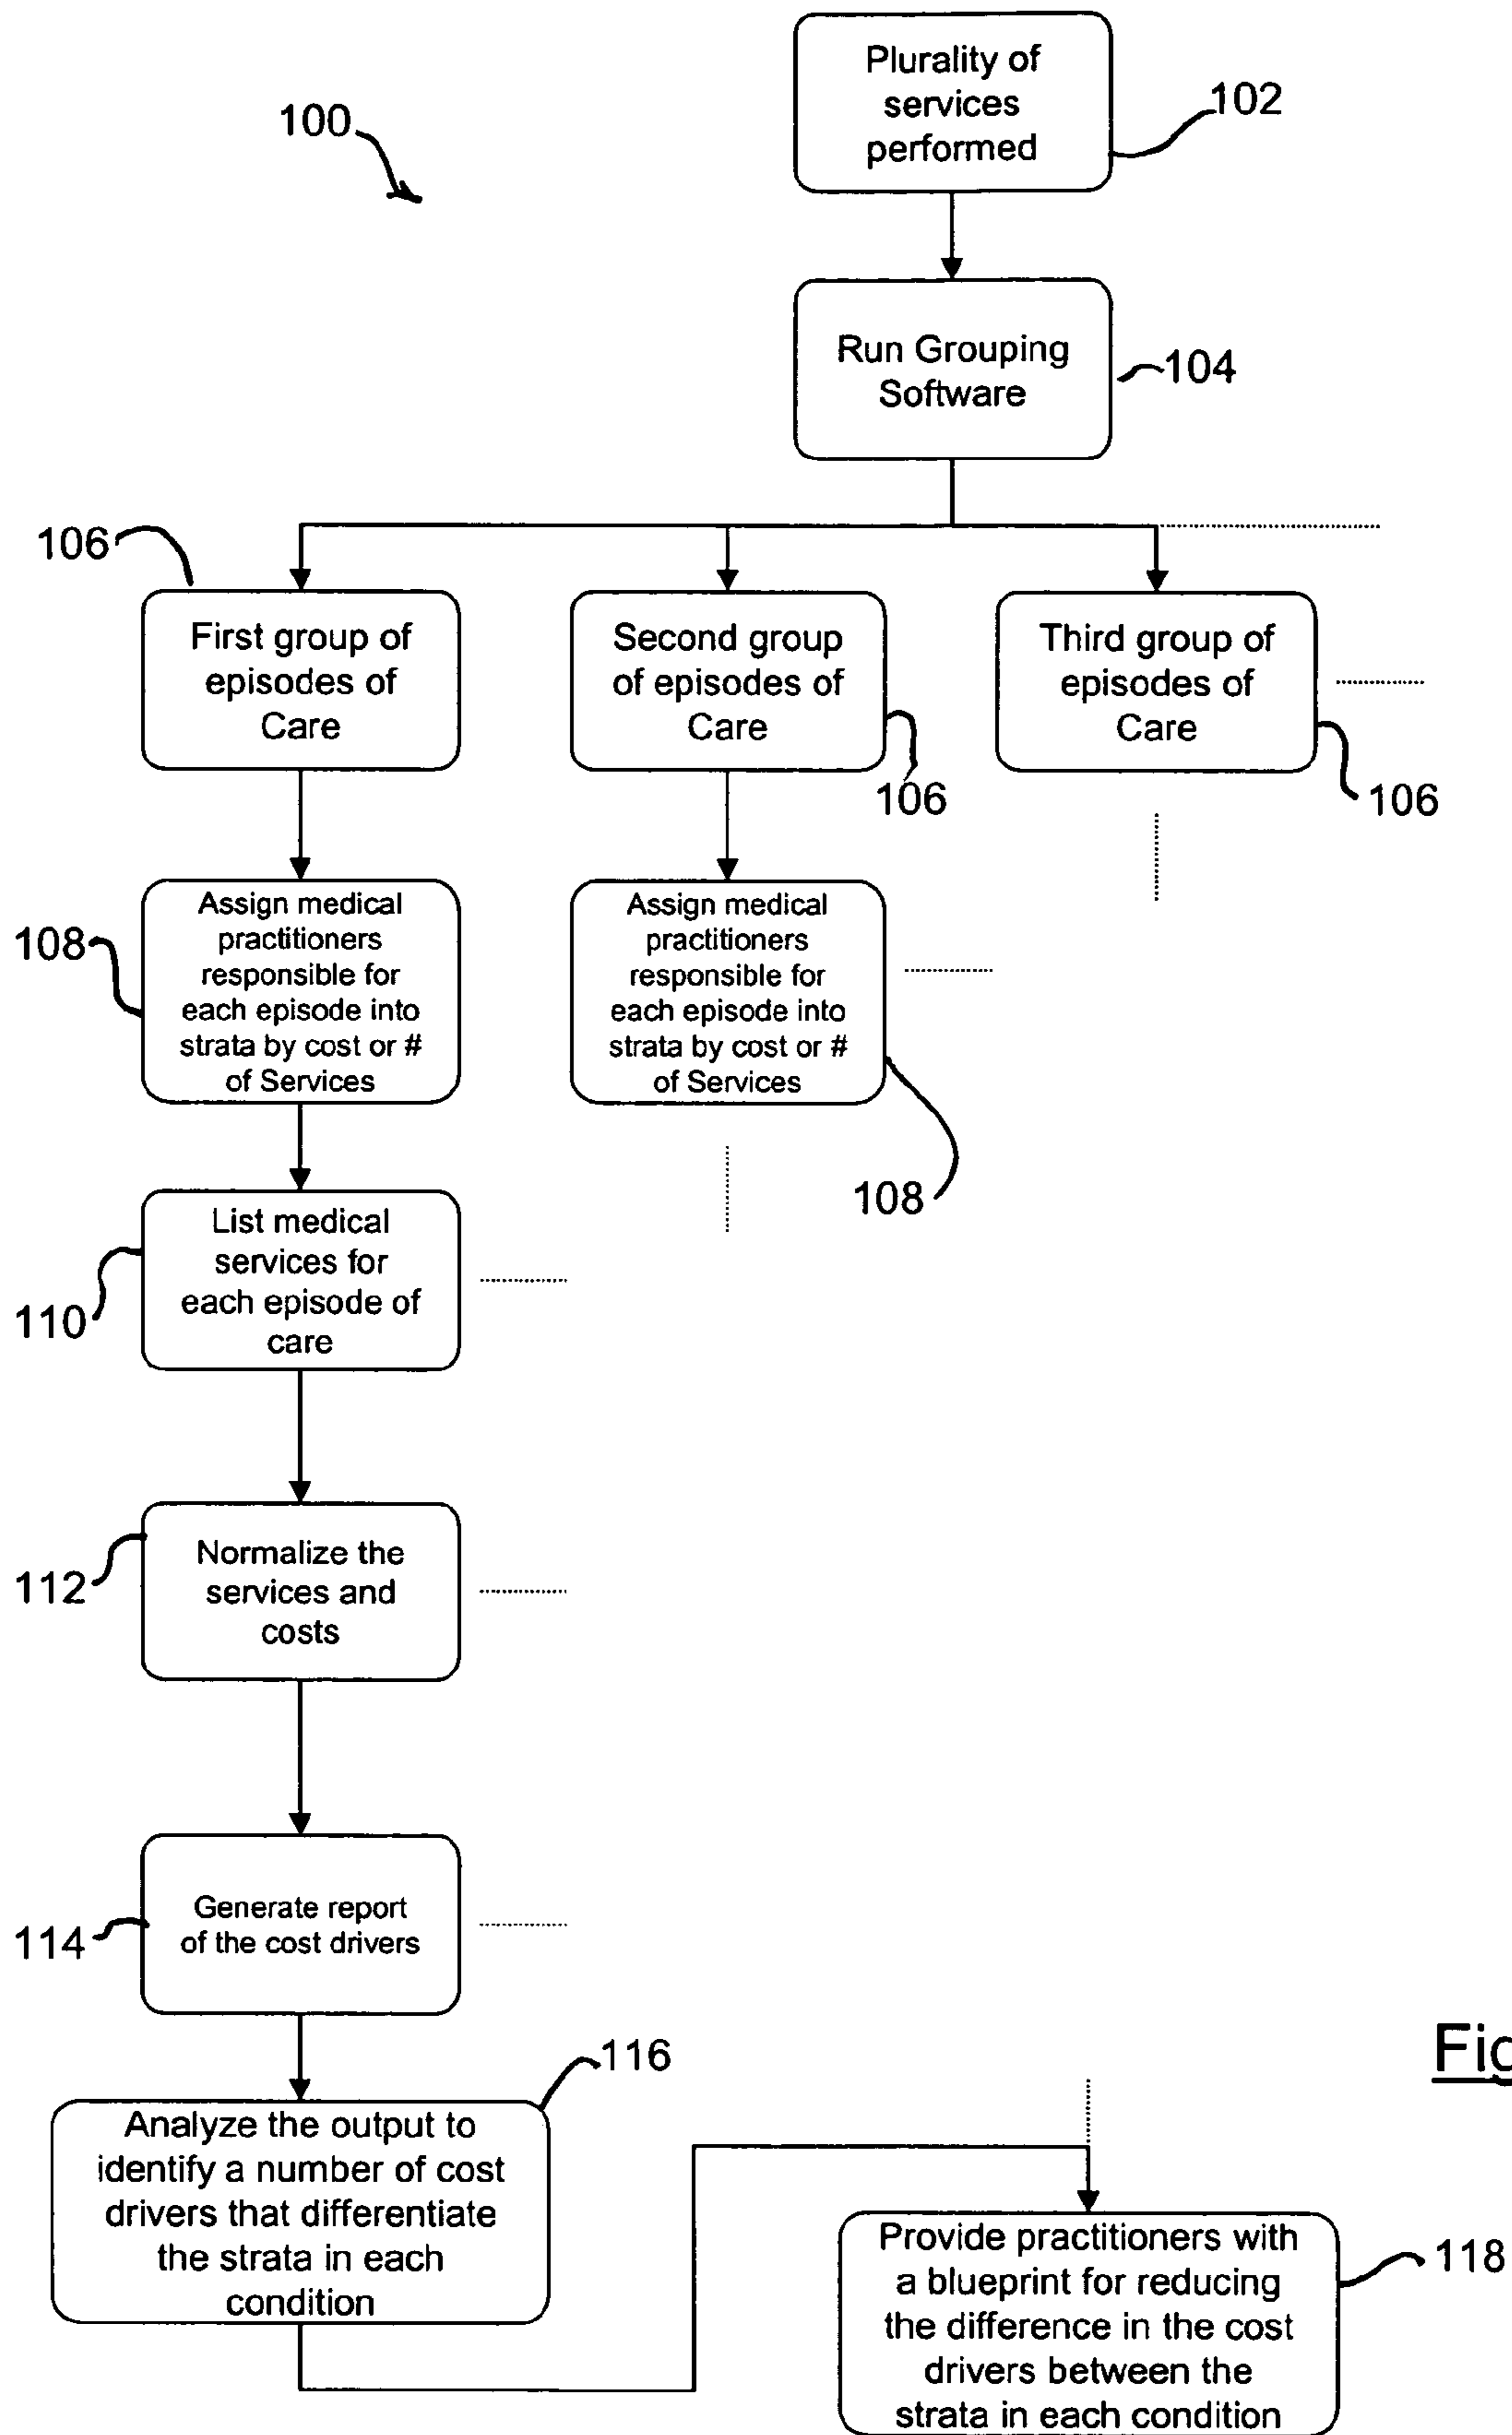 Plurality of
services
performed
102
100
Run Grouping
Software
104
106
First group of
episodes of
Care
Second group
of episodes of
Care
106
Third group of
episodes of
Care
106
108
Assign medical
practitioners
responsible for
each episode into
strata by cost or #
of Services
Assign medical
practitioners
responsible for
each episode into
strata by cost or #
of Services
108
110
List medical
services for
each episode of
care
112
Normalize the
services and
costs
114
Generate report
of the cost drivers
116
Analyze the output to
identify a number of cost
drivers that differentiate
the strata in each
condition
Provide practitioners with
a blueprint for reducing
the difference in the cost
drivers between the
strata in each condition
118